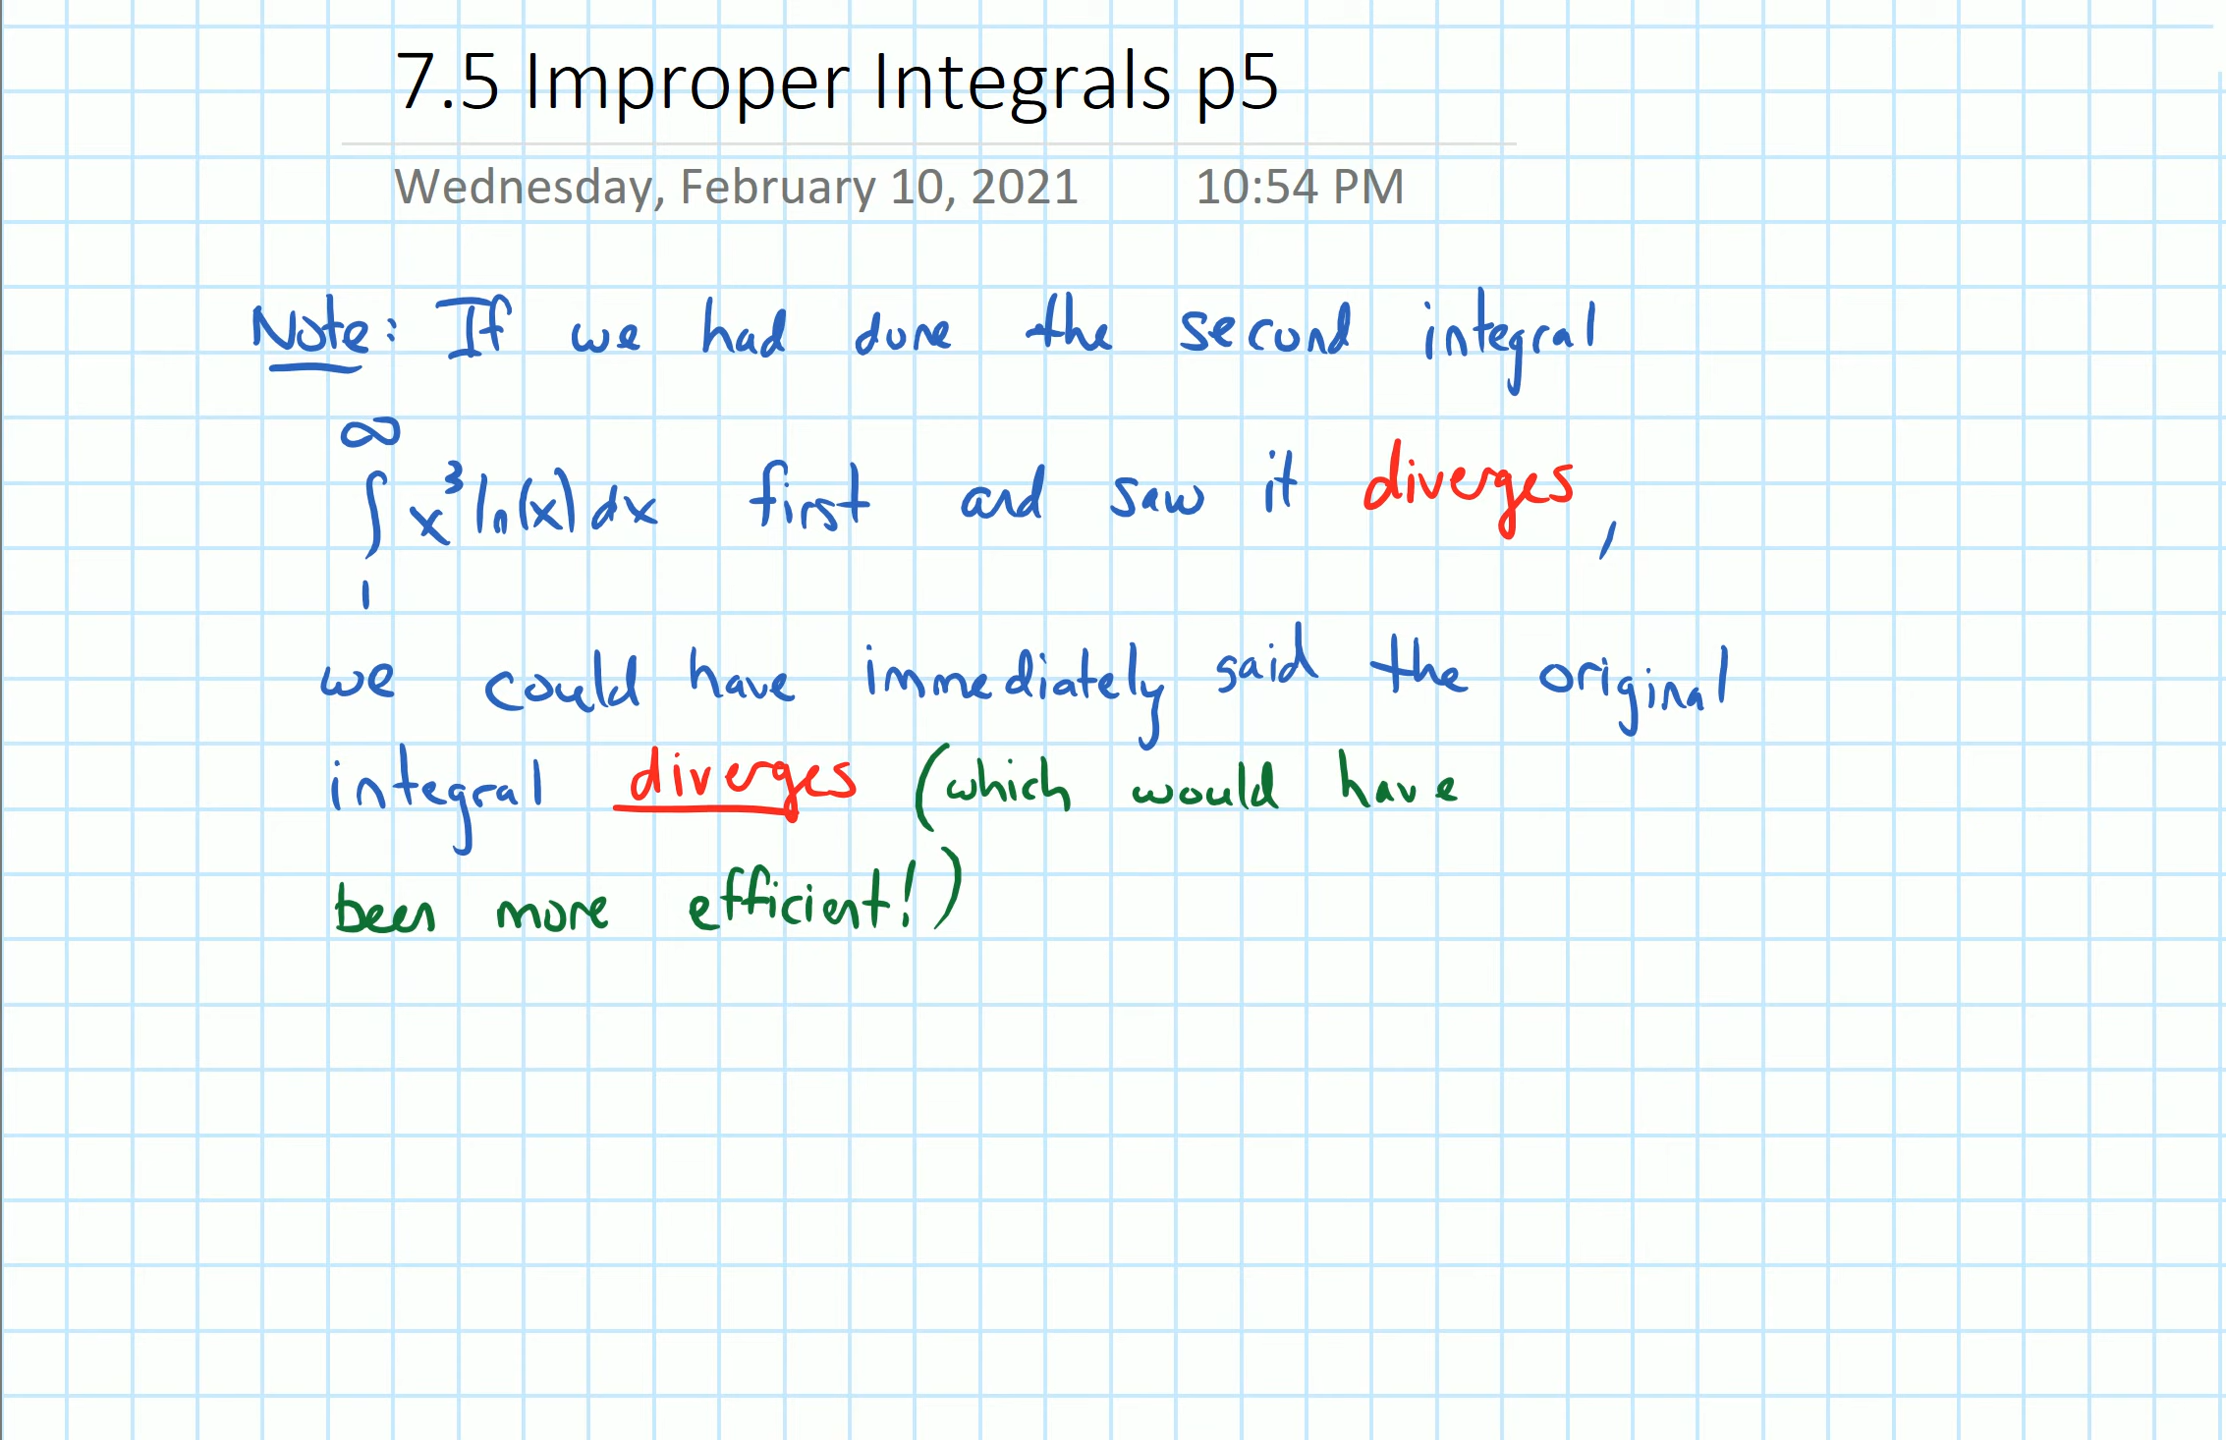 7.5 Improper Integrals p5
Wednesday, February 10, 2021 10:54 PM
Note: If we had done the second integral
∫₁^∞ x³ ln(x) dx first and saw it diverges,
we could have immediately said the original
integral diverges (which would have
been more efficient!)